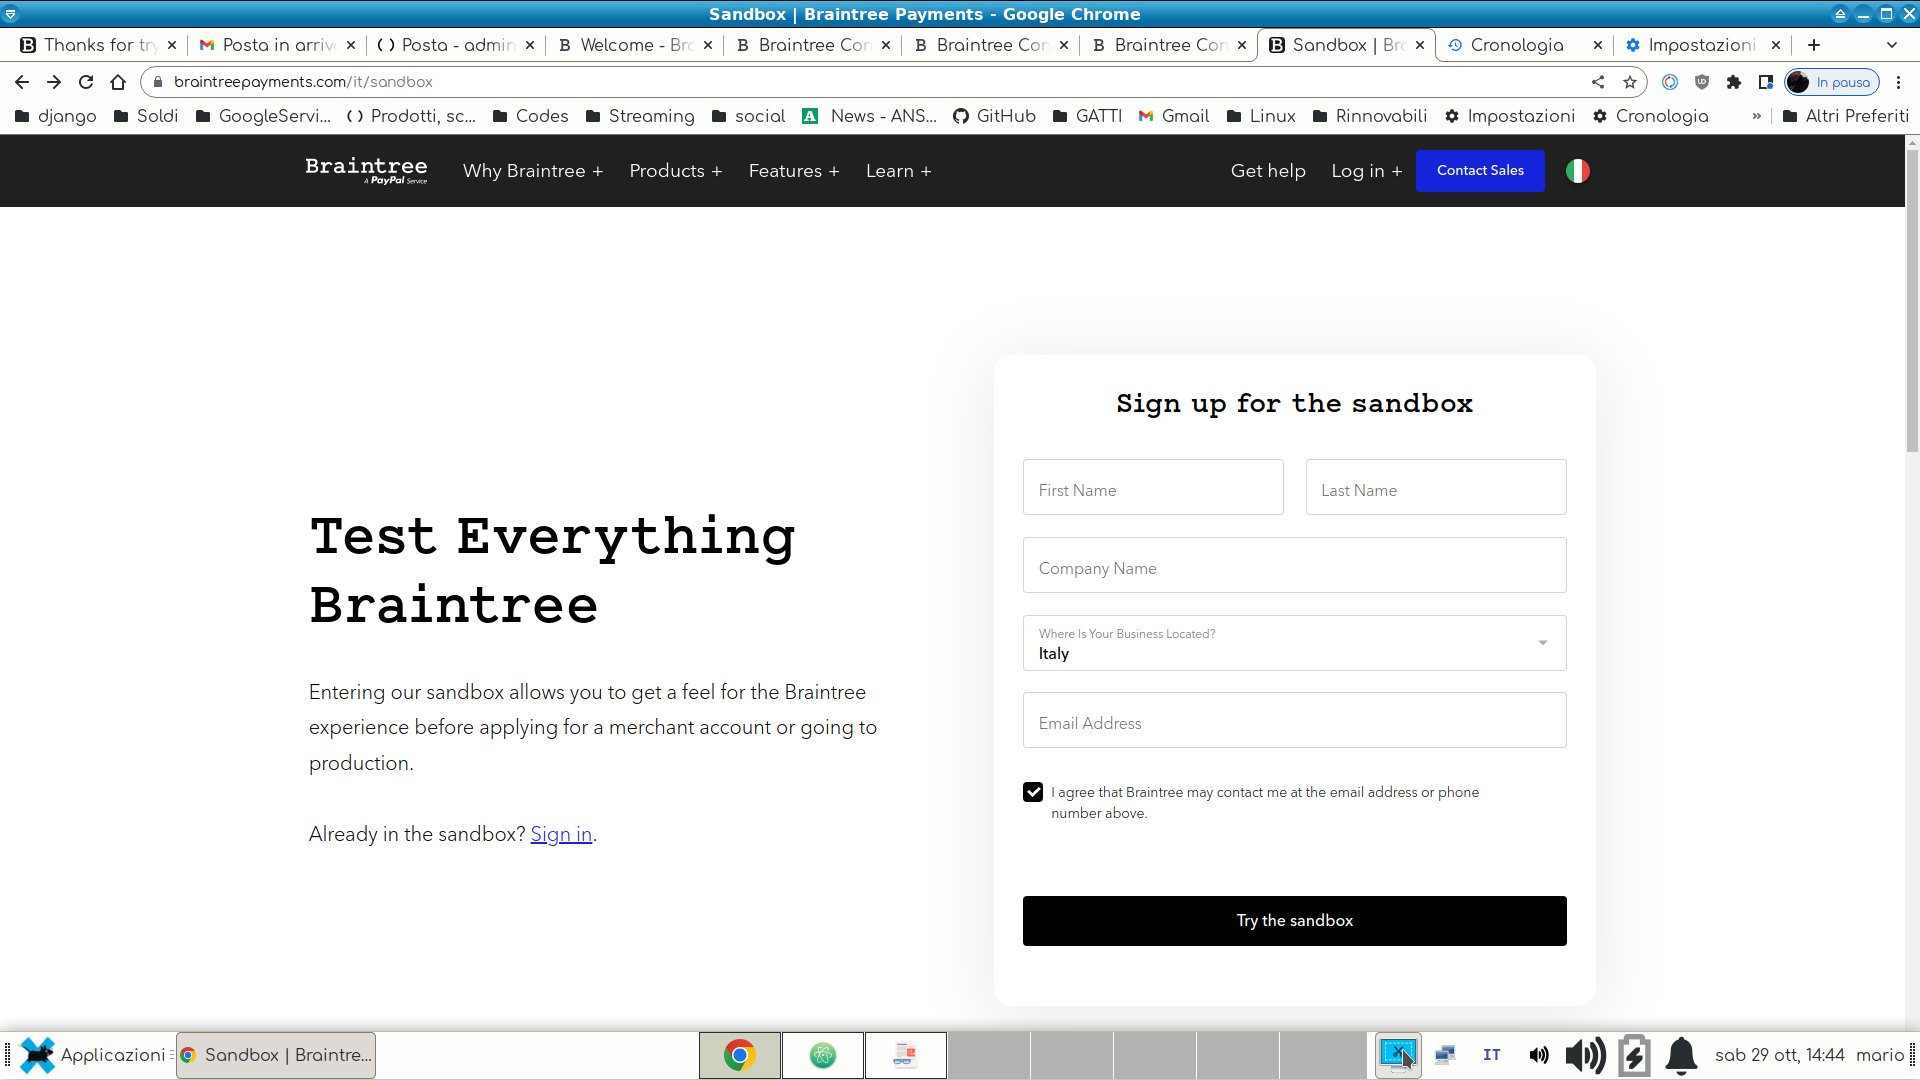 Sandbox | Braintree Payments - Google Chrome
Thanks for try
Posta in arriv
Posta - admin
Welcome - Bra
Braintree Con
Braintree Con
Braintree Con
Sandbox | Bra
Cronologia
Impostazioni
braintreepayments.com/it/sandbox
In pausa
django
Soldi
GoogleServi...
Prodotti, sc...
Codes
Streaming
social
News - ANS...
GitHub
GATTI
Gmail
Linux
Rinnovabili
Impostazioni
Cronologia
»
Altri Preferiti
Braintree
A PayPal Service
Why Braintree +
Products +
Features +
Learn +
Get help
Log in +
Contact Sales
Test Everything
Braintree
Entering our sandbox allows you to get a feel for the Braintree
experience before applying for a merchant account or going to
production.
Already in the sandbox? Sign in.
Sign up for the sandbox
First Name
Last Name
Company Name
Where Is Your Business Located?
Italy
Email Address
I agree that Braintree may contact me at the email address or phone
number above.
Try the sandbox
Applicazioni
Sandbox | Braintre...
IT
sab 29 ott, 14:44
mario